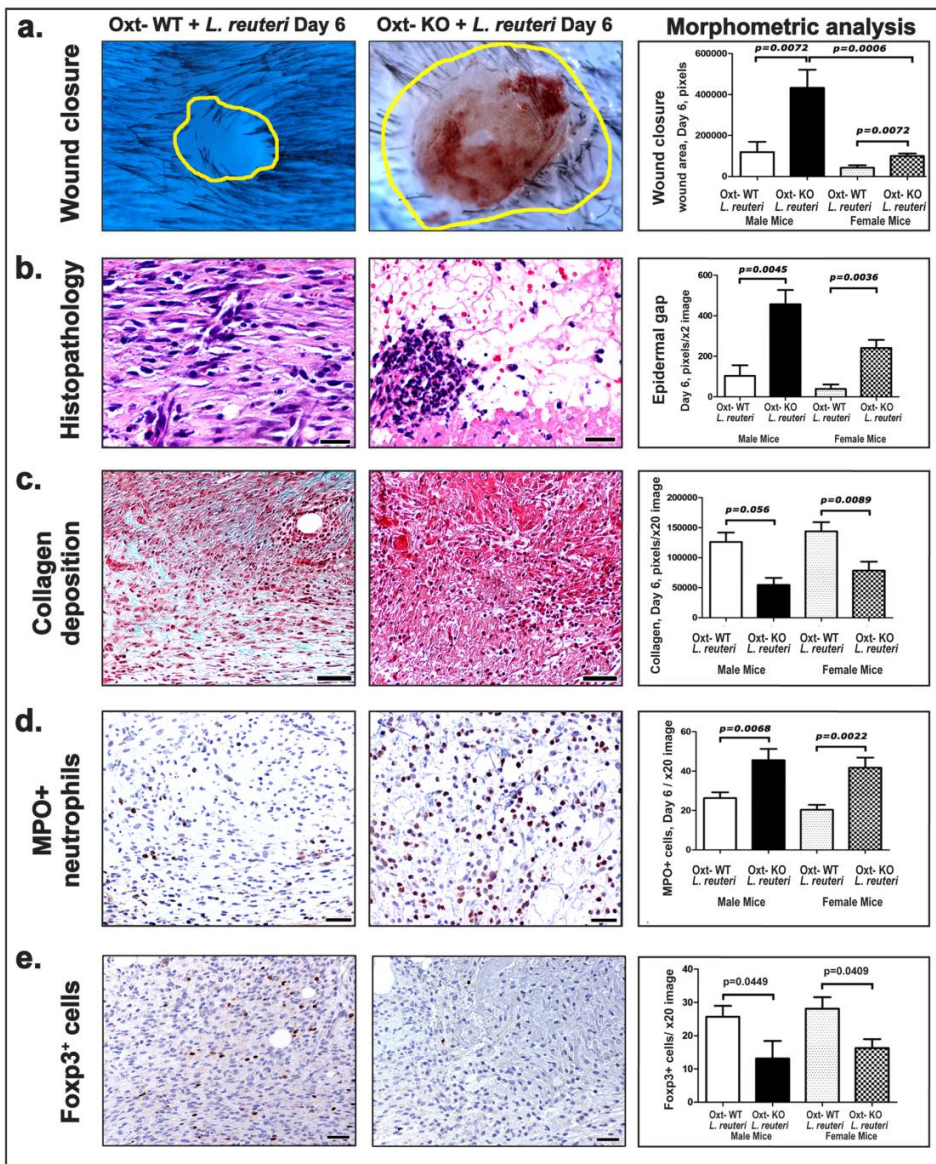 a.
Oxt- WT + L. reuteri Day 6
Oxt- KO + L. reuteri Day 6
Morphometric analysis
Wound closure
Wound closure
wound area, Day 6, pixels
600000
400000
200000
0
p=0.0072
p=0.0006
p=0.0072
Oxt- WT Oxt- KO Oxt- WT Oxt- KO
L. reuteri L. reuteri L. reuteri L. reuteri
Male Mice Female Mice
b.
Histopathology
Epidermal gap
Day 6, pixels/x2 image
600
400
200
0
p=0.0045
p=0.0036
Oxt- WT Oxt- KO Oxt- WT Oxt- KO
L. reuteri L. reuteri L. reuteri L. reuteri
Male Mice Female Mice
c.
Collagen
deposition
Collagen, Day 6, pixels/x20 image
200000
150000
100000
50000
0
p=0.056
p=0.0089
Oxt- WT Oxt- KO Oxt- WT Oxt- KO
L. reuteri L. reuteri L. reuteri L. reuteri
Male Mice Female Mice
d.
MPO+
neutrophils
MPO+ cells, Day 6 / x20 image
60
40
20
0
p=0.0068
p=0.0022
Oxt- WT Oxt- KO Oxt- WT Oxt- KO
L. reuteri L. reuteri L. reuteri L. reuteri
Male Mice Female Mice
e.
Foxp3+ cells
Foxp3+ cells/ x20 image
40
30
20
10
0
p=0.0449
p=0.0409
Oxt- WT Oxt- KO Oxt- WT Oxt- KO
L. reuteri L. reuteri L. reuteri L. reuteri
Male Mice Female Mice